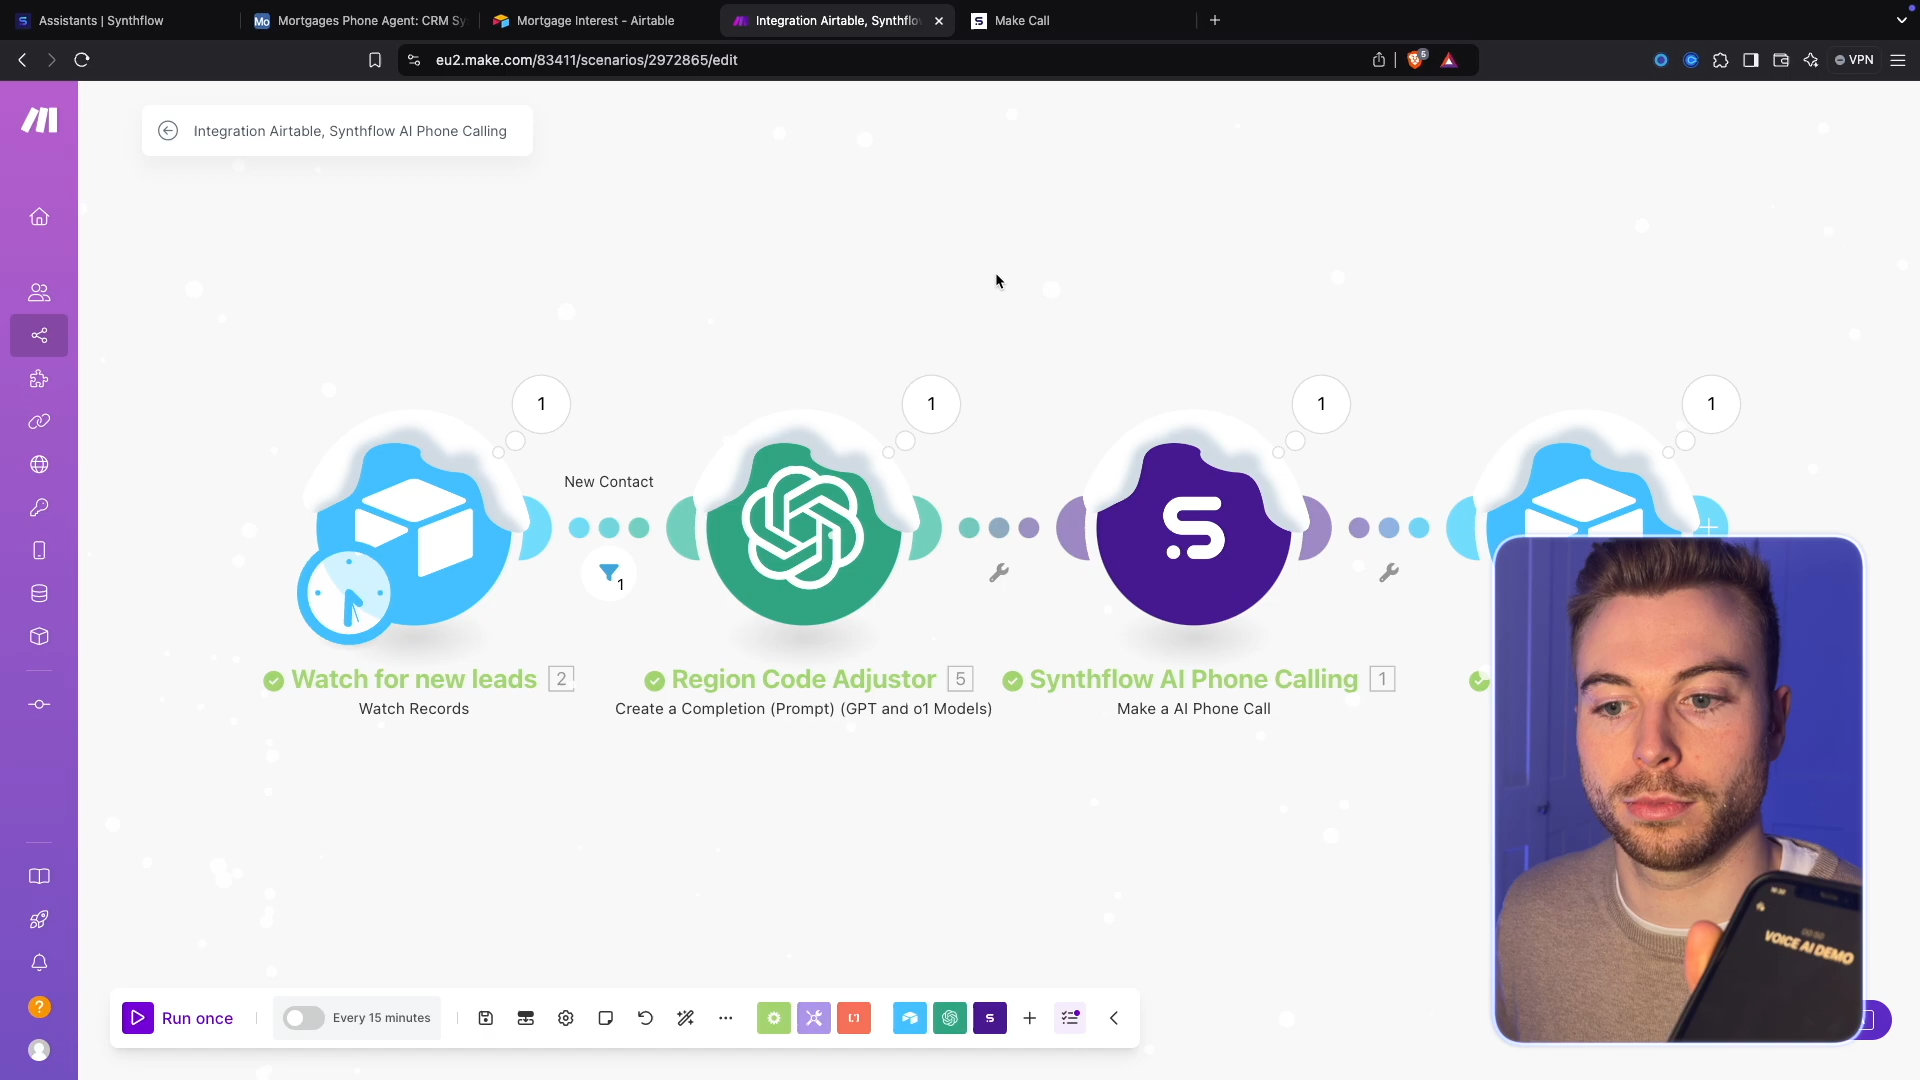 Assistants | Synthflow
Mortgages Phone Agent: CRM Sy
Mortgage Interest - Airtable
Integration Airtable, Synthflo
Make Call
eu2.make.com/83411/scenarios/2972865/edit
5
VPN
Integration Airtable, Synthflow AI Phone Calling
1
1
1
1
New Contact
1
Watch for new leads 2
Watch Records
Region Code Adjustor 5
Create a Completion (Prompt) (GPT and o1 Models)
Synthflow AI Phone Calling 1
Make a AI Phone Call
VOICE AI DEMO
Run once
Every 15 minutes